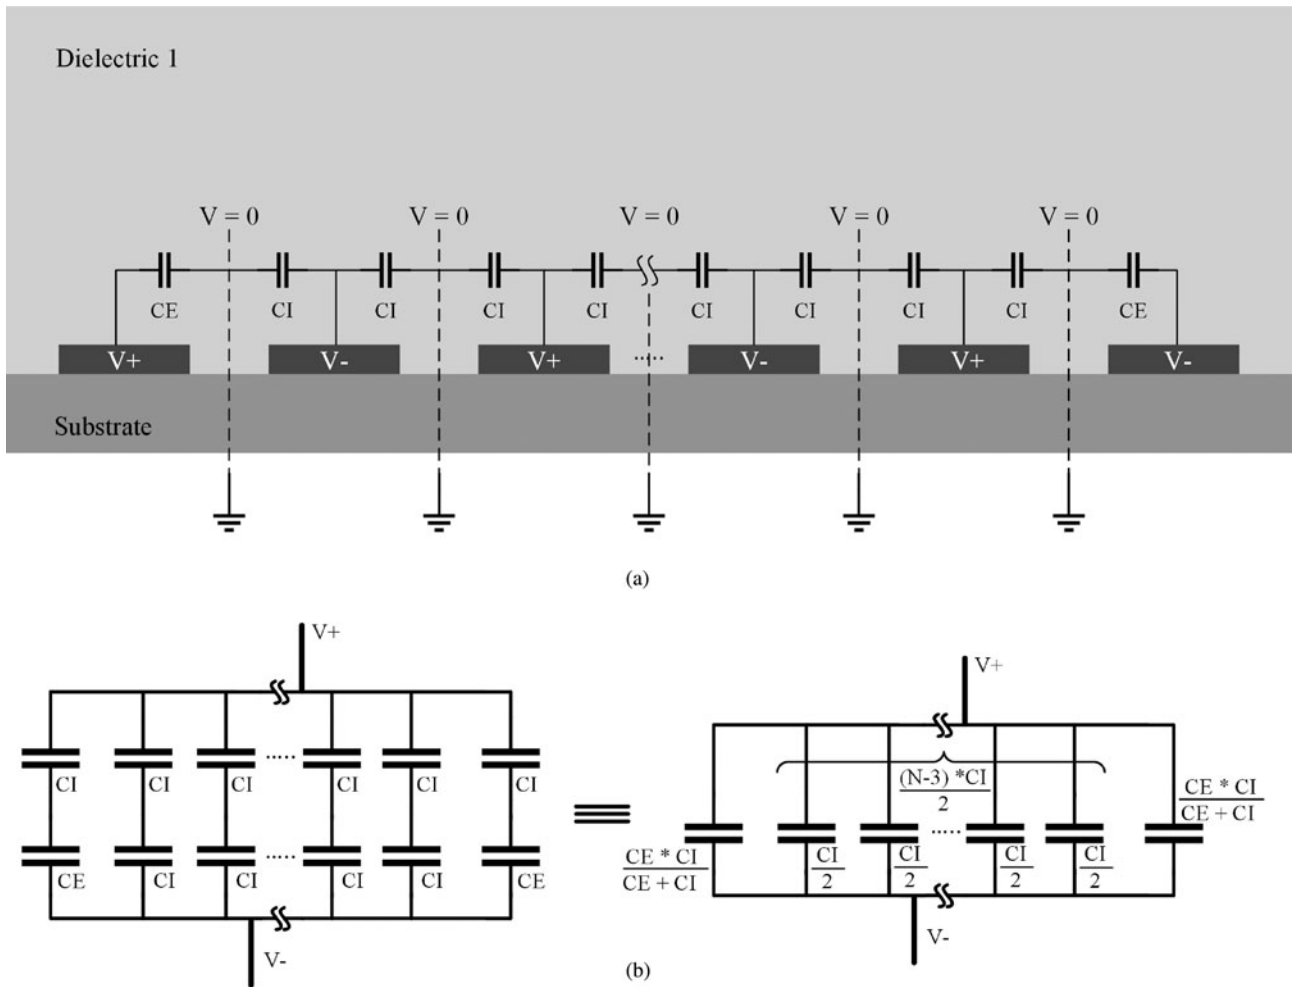 Dielectric 1
V = 0 V = 0 V = 0 V = 0 V = 0
CE CI CI CI CI CI CI CI CI CE
V+ V- V+ ..... V- V+ V-
Substrate
(a)
V+
CI CI CI ..... CI CI CI
CE CI CI ..... CI CI CE
V-
V+
(N-3) *CI
2
CE * CI
CE + CI
CE * CI
CE + CI
.....
CI CI CI CI
2 2 2 2
V-
(b)